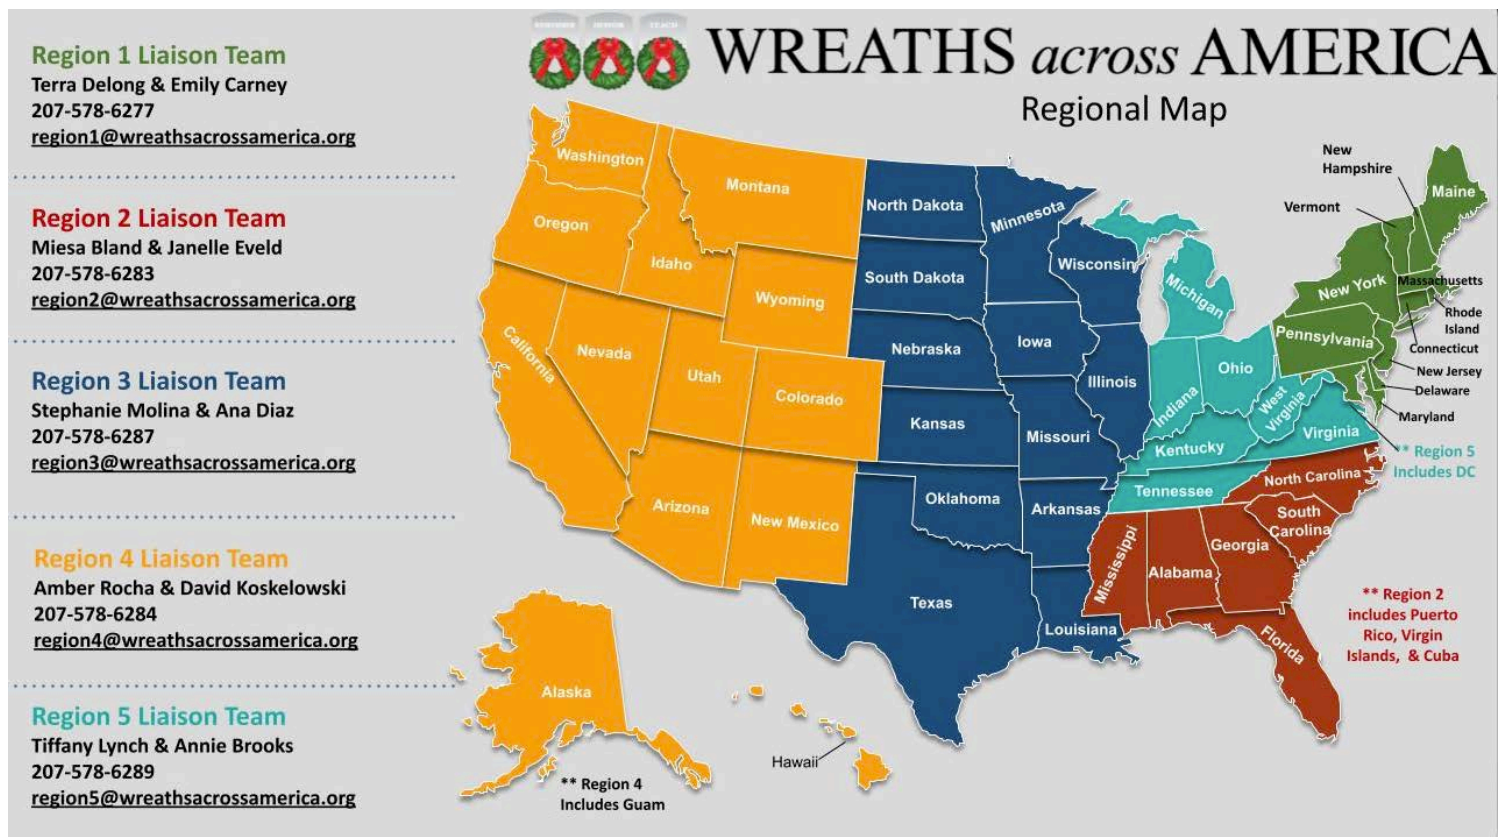 REMEMBER HONOR TEACH
WREATHS across AMERICA
Regional Map
Region 1 Liaison Team
Terra Delong & Emily Carney
207-578-6277
region1@wreathsacrossamerica.org
Region 2 Liaison Team
Miesa Bland & Janelle Eveld
207-578-6283
region2@wreathsacrossamerica.org
Region 3 Liaison Team
Stephanie Molina & Ana Diaz
207-578-6287
region3@wreathsacrossamerica.org
Region 4 Liaison Team
Amber Rocha & David Koskelowski
207-578-6284
region4@wreathsacrossamerica.org
Region 5 Liaison Team
Tiffany Lynch & Annie Brooks
207-578-6289
region5@wreathsacrossamerica.org
Washington
Oregon
Idaho
Montana
Wyoming
California
Nevada
Utah
Colorado
Arizona
New Mexico
Alaska
Hawaii
** Region 4
Includes Guam
North Dakota
South Dakota
Nebraska
Kansas
Oklahoma
Texas
Minnesota
Iowa
Missouri
Arkansas
Louisiana
Wisconsin
Illinois
Michigan
Indiana
Ohio
West
Virginia
Virginia
Kentucky
Tennessee
** Region 5
Includes DC
North Carolina
South
Carolina
Georgia
Alabama
Mississippi
Florida
** Region 2
includes Puerto
Rico, Virgin
Islands, & Cuba
New
Hampshire
Vermont
Maine
New York
Massachusetts
Rhode
Island
Connecticut
Pennsylvania
New Jersey
Delaware
Maryland